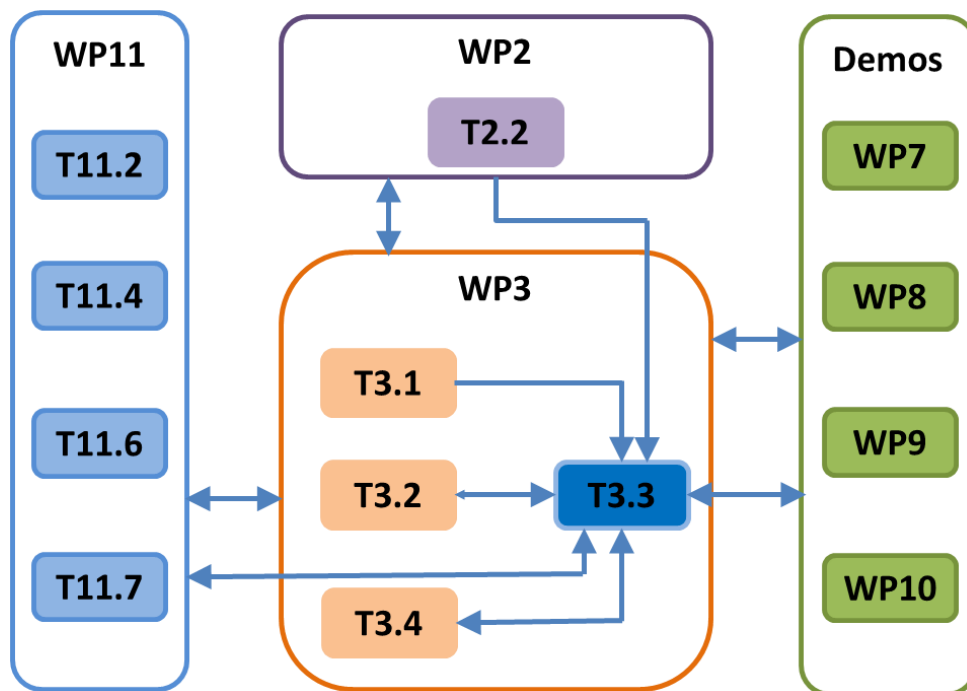 WP11
T11.2
T11.4
T11.6
T11.7
WP2
T2.2
WP3
T3.1
T3.2
T3.3
T3.4
Demos
WP7
WP8
WP9
WP10